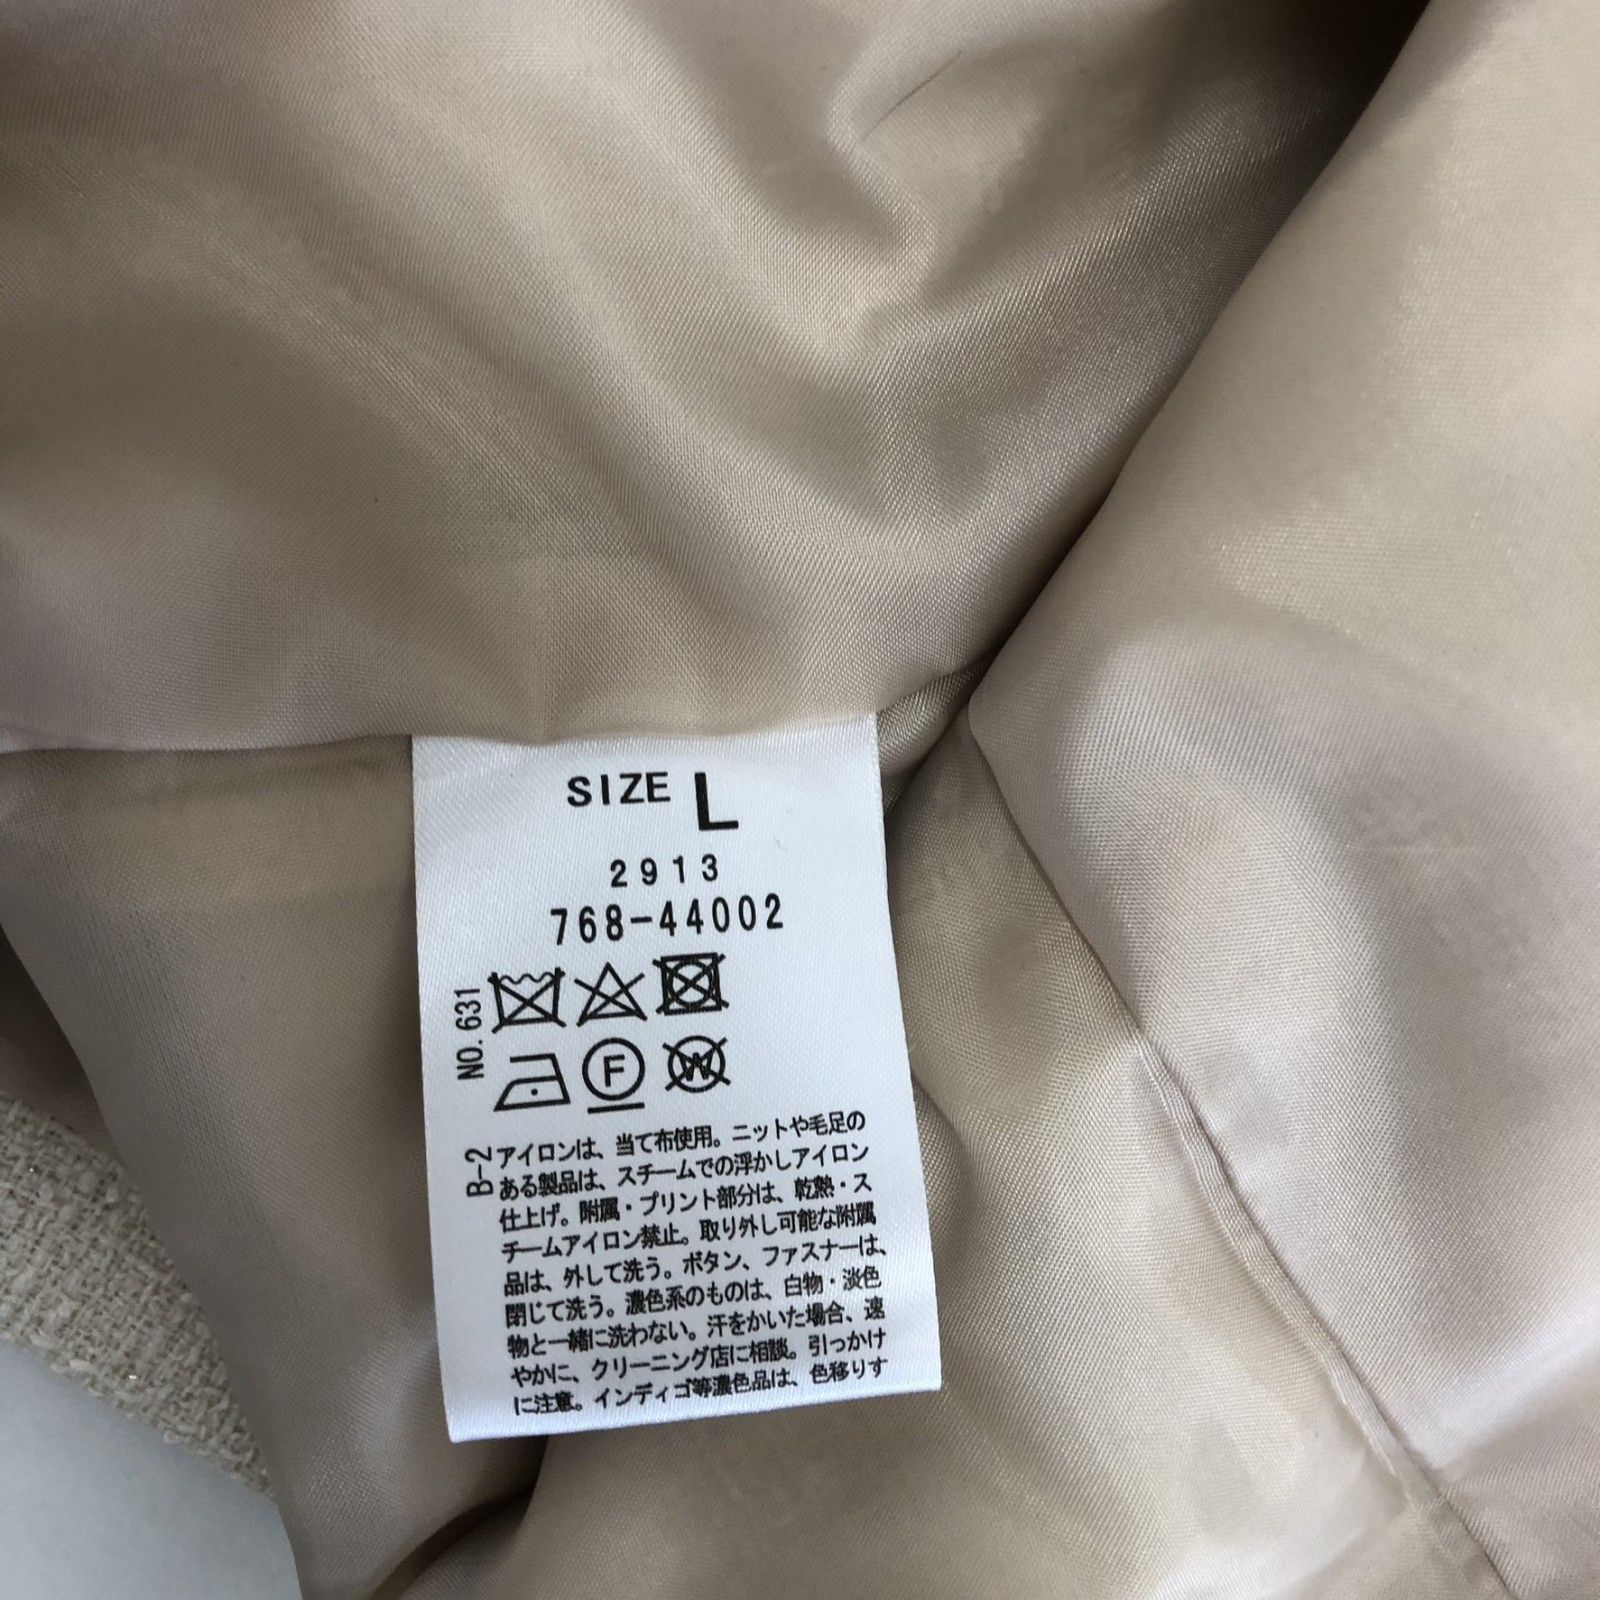 SIZE L
2913
768-44002
NO. 631
F
W
B-2
アイロンは、当て布使用。ニットや毛足の
ある製品は、スチームでの浮かしアイロン
仕上げ。附属・プリント部分は、乾熱・ス
チームアイロン禁止。取り外し可能な附属
品は、外して洗う。ボタン、ファスナーは、
閉じて洗う。濃色系のものは、白物・淡色
物と一緒に洗わない。汗をかいた場合、速
やかに、クリーニング店に相談。引っかけ
に注意。インディゴ等濃色品は、色移りす